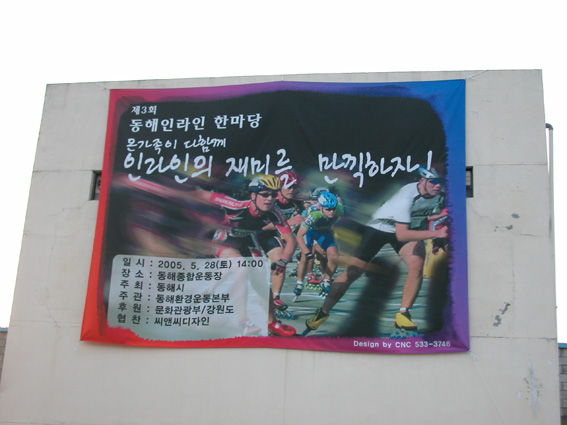 제3회
동해인라인 한마당
온가족이 다함께
인라인의 재미를 만끽하자!
일 시 : 2005. 5. 28(토) 14:00
장 소 : 동해종합운동장
주 최 : 동해시
주 관 : 동해환경운동본부
후 원 : 문화관광부/강원도
협 찬 : 씨앤씨디자인
Design by CNC 533-3746